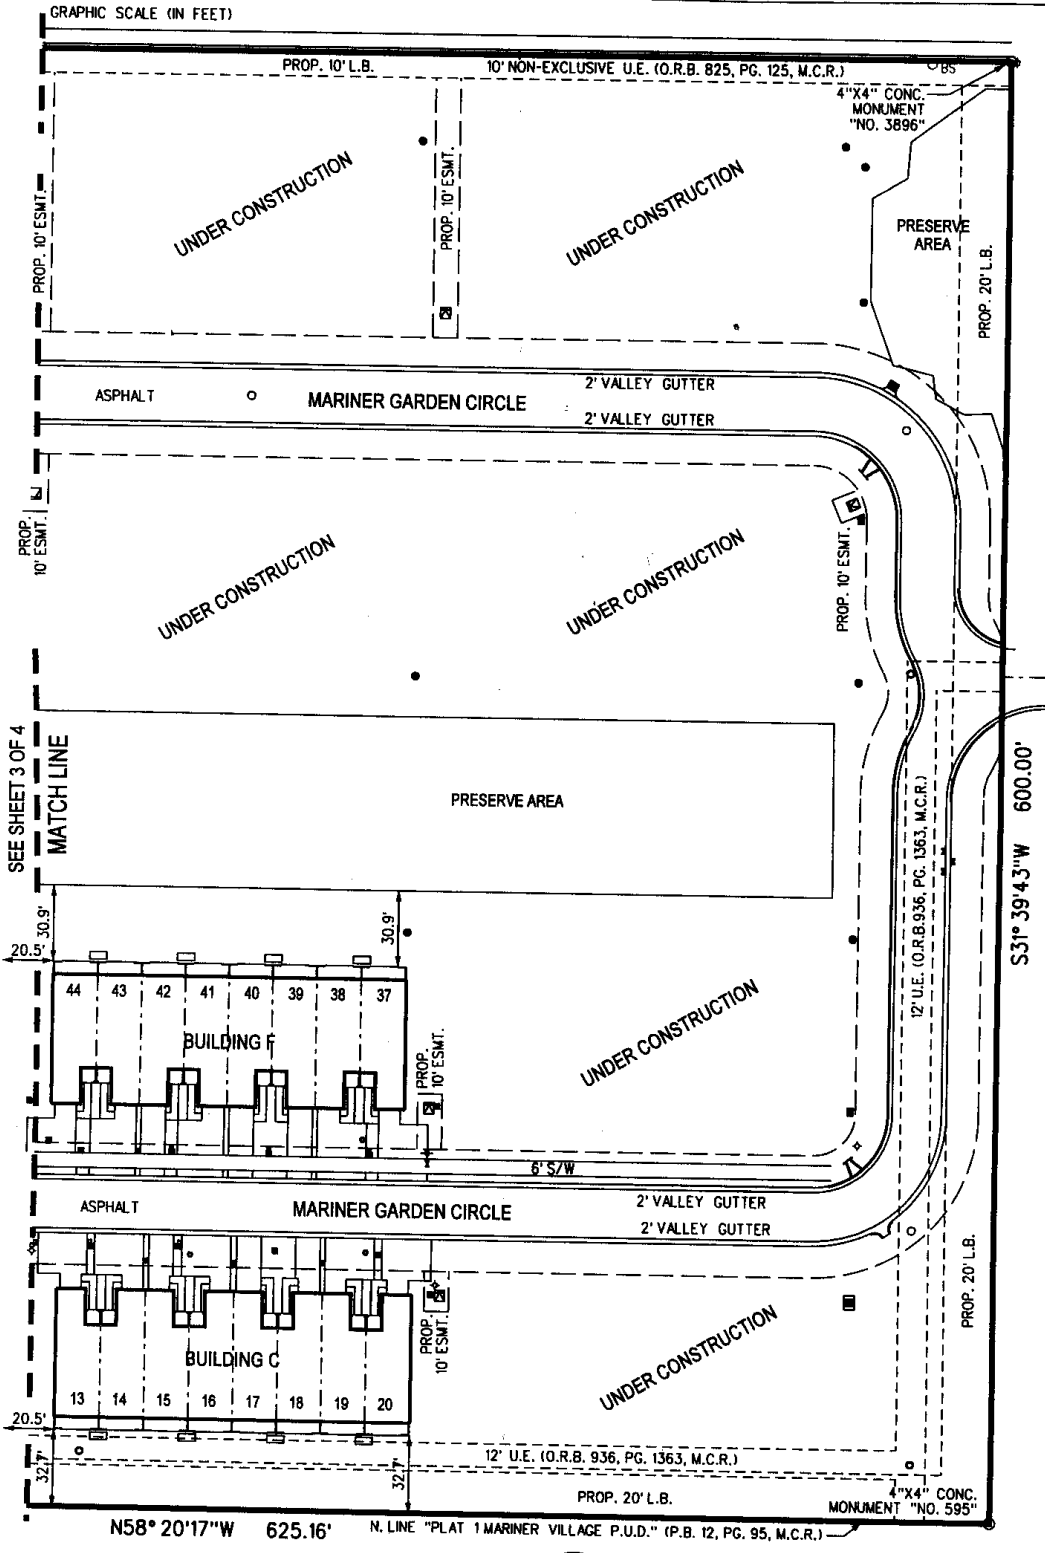 GRAPHIC SCALE (IN FEET)
PROP. 10' L.B.
10' NON-EXCLUSIVE U.E. (O.R.B. 825, PG. 125, M.C.R.)
BS
4"X4" CONC.
MONUMENT
"NO. 3896"
PROP. 10' ESMT.
UNDER CONSTRUCTION
PROP. 10' ESMT.
UNDER CONSTRUCTION
PRESERVE
AREA
PROP. 20' L.B.
ASPHALT
MARINER GARDEN CIRCLE
2' VALLEY GUTTER
2' VALLEY GUTTER
PROP.
10' ESMT.
UNDER CONSTRUCTION
UNDER CONSTRUCTION
PROP. 10' ESMT.
SEE SHEET 3 OF 4
MATCH LINE
PRESERVE AREA
12' U.E. (O.R.B.936, PG. 1363, M.C.R.)
S31° 39'43"W 600.00'
30.9'
30.9'
20.5'
44 43 42 41 40 39 38 37
BUILDING F
PROP.
10' ESMT.
UNDER CONSTRUCTION
6' S/W
ASPHALT
MARINER GARDEN CIRCLE
2' VALLEY GUTTER
2' VALLEY GUTTER
PROP. 20' L.B.
BUILDING C
PROP.
10' ESMT.
UNDER CONSTRUCTION
13 14 15 16 17 18 19 20
20.5'
32.7'
32.7'
12' U.E. (O.R.B. 936, PG. 1363, M.C.R.)
PROP. 20' L.B.
4"X4" CONC.
MONUMENT "NO. 595"
N58° 20'17"W 625.16'
N. LINE "PLAT 1 MARINER VILLAGE P.U.D." (P.B. 12, PG. 95, M.C.R.)